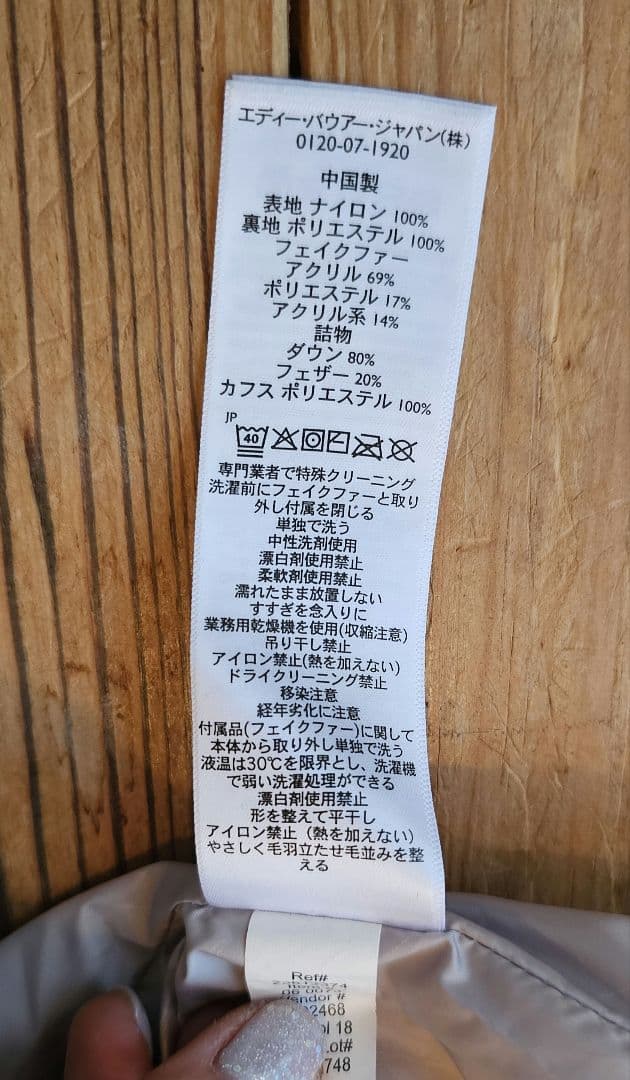 エディー・バウアー・ジャパン(株)
0120-07-1920
中国製
表地 ナイロン 100%
裏地 ポリエステル 100%
フェイクファー
アクリル 69%
ポリエステル 17%
アクリル系 14%
詰物
ダウン 80%
フェザー 20%
カフス ポリエステル 100%
JP
40
専門業者で特殊クリーニング
洗濯前にフェイクファーと取り
外し付属を閉じる
単独で洗う
中性洗剤使用
漂白剤使用禁止
柔軟剤使用禁止
濡れたまま放置しない
すすぎを念入りに
業務用乾燥機を使用(収縮注意)
吊り干し禁止
アイロン禁止(熱を加えない)
ドライクリーニング禁止
移染注意
経年劣化に注意
付属品(フェイクファー)に関して
本体から取り外し単独で洗う
液温は30℃を限界とし、洗濯機
で弱い洗濯処理ができる
漂白剤使用禁止
形を整えて平干し
アイロン禁止（熱を加えない）
やさしく毛羽立たせ毛並みを整
える
Ref#
Vendor #
2468
18
Lot#
748